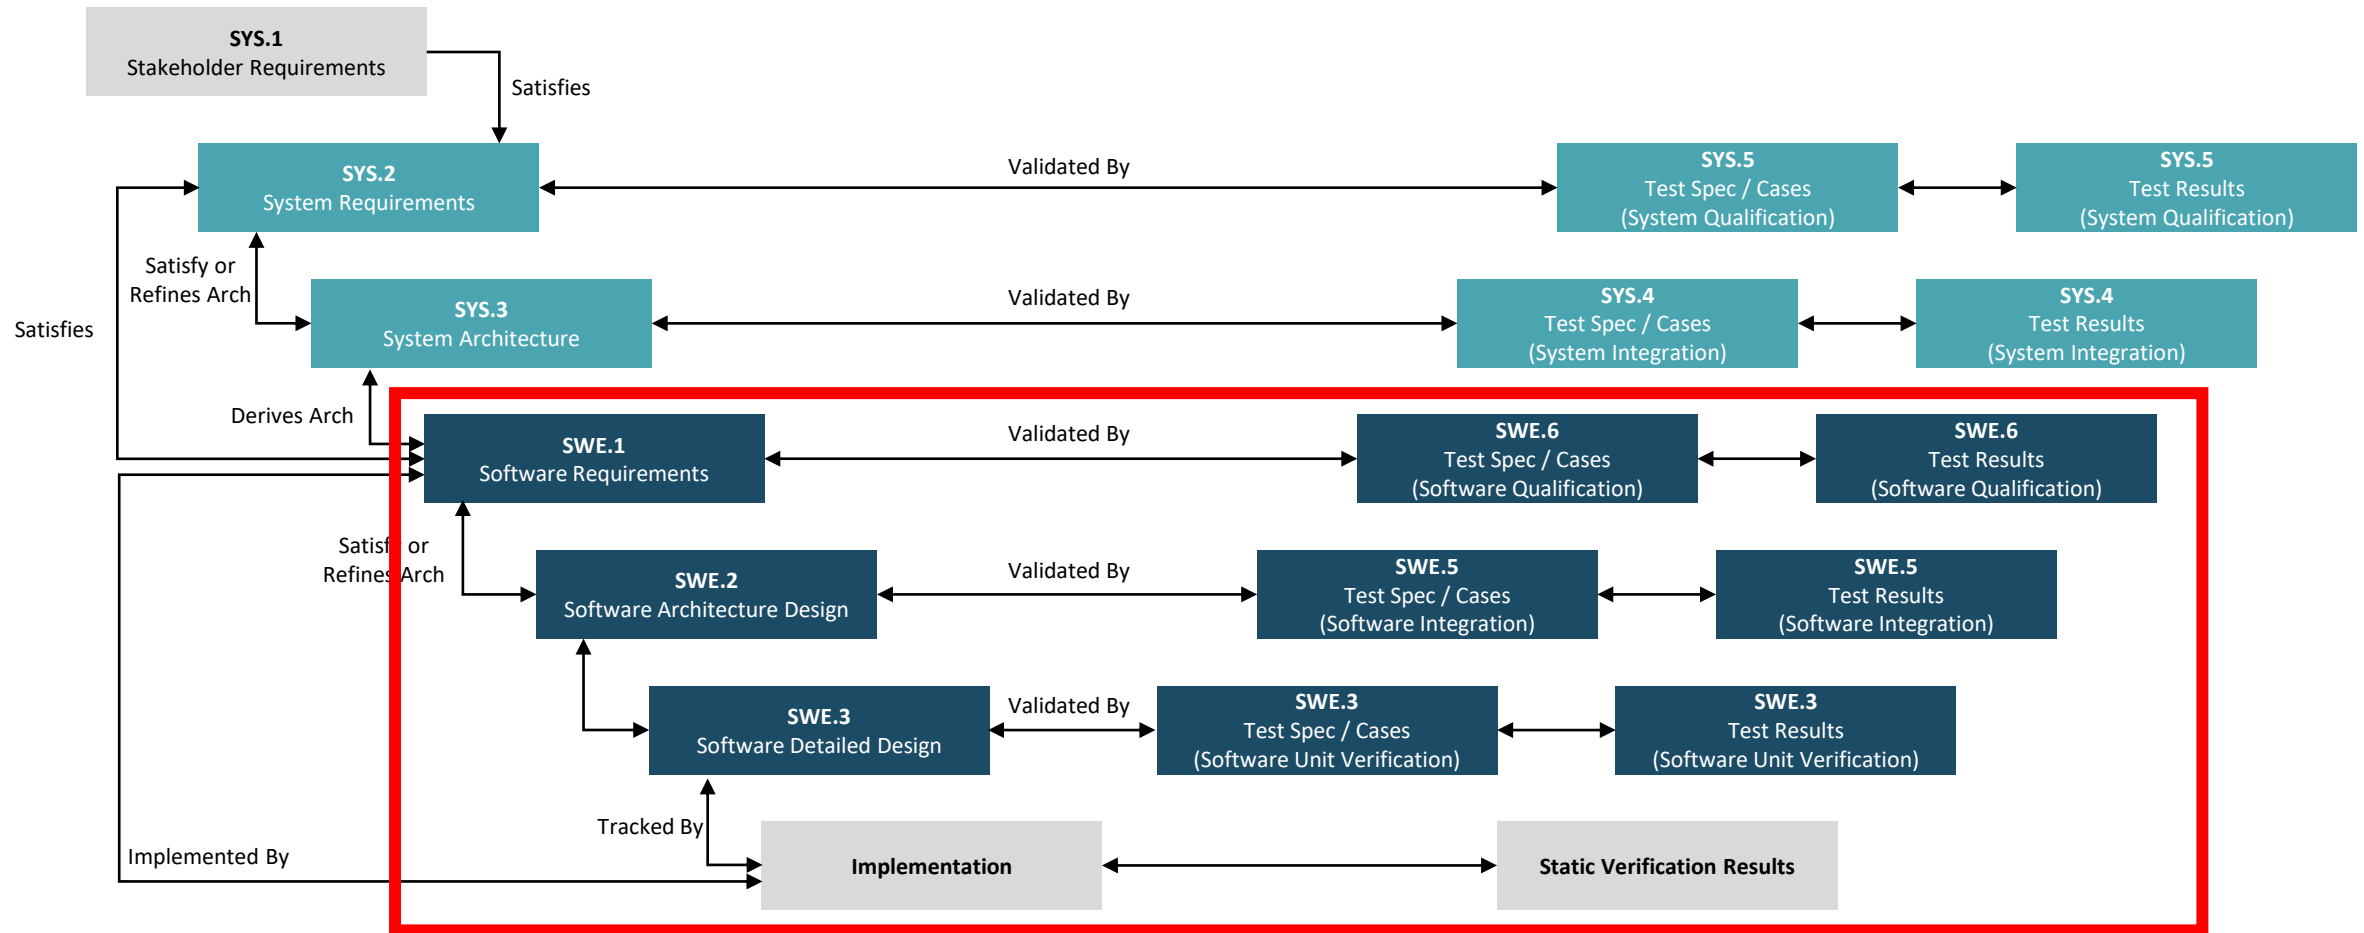 SYS.1
Stakeholder Requirements
Satisfies
SYS.2
System Requirements
Validated By
SYS.5
Test Spec / Cases
(System Qualification)
SYS.5
Test Results
(System Qualification)
Satisfy or
Refines Arch
Satisfies
SYS.3
System Architecture
Validated By
SYS.4
Test Spec / Cases
(System Integration)
SYS.4
Test Results
(System Integration)
Derives Arch
SWE.1
Software Requirements
Validated By
SWE.6
Test Spec / Cases
(Software Qualification)
SWE.6
Test Results
(Software Qualification)
Satisfy or
Refines Arch
SWE.2
Software Architecture Design
Validated By
SWE.5
Test Spec / Cases
(Software Integration)
SWE.5
Test Results
(Software Integration)
SWE.3
Software Detailed Design
Validated By
SWE.3
Test Spec / Cases
(Software Unit Verification)
SWE.3
Test Results
(Software Unit Verification)
Tracked By
Implemented By
Implementation
Static Verification Results